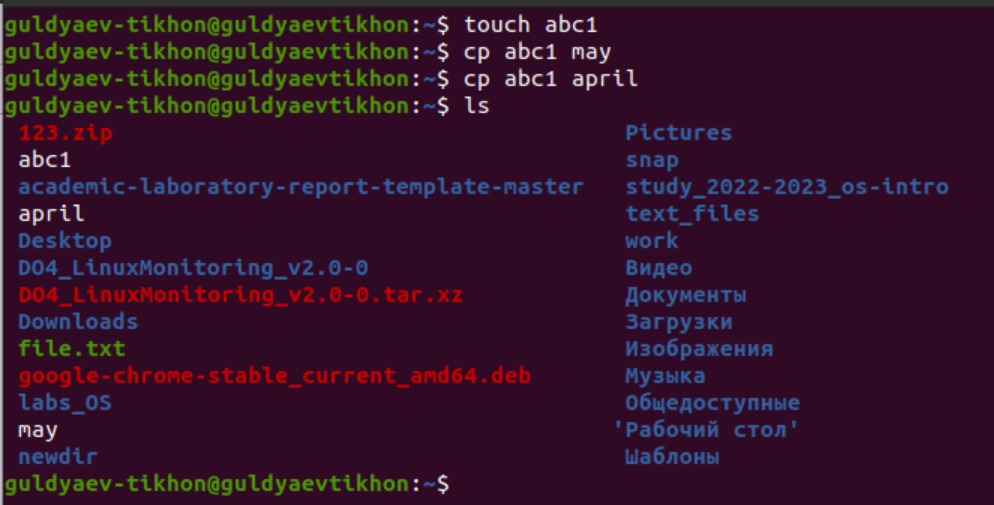 guldyaev-tikhon@guldyaevtikhon:~$ touch abc1
guldyaev-tikhon@guldyaevtikhon:~$ cp abc1 may
guldyaev-tikhon@guldyaevtikhon:~$ cp abc1 april
guldyaev-tikhon@guldyaevtikhon:~$ ls
123.zip Pictures
abc1 snap
academic-laboratory-report-template-master study_2022-2023_os-intro
april text_files
Desktop work
DO4_LinuxMonitoring_v2.0-0 Видео
DO4_LinuxMonitoring_v2.0-0.tar.xz Документы
Downloads Загрузки
file.txt Изображения
google-chrome-stable_current_amd64.deb Музыка
labs_OS Общедоступные
may 'Рабочий стол'
newdir Шаблоны
guldyaev-tikhon@guldyaevtikhon:~$